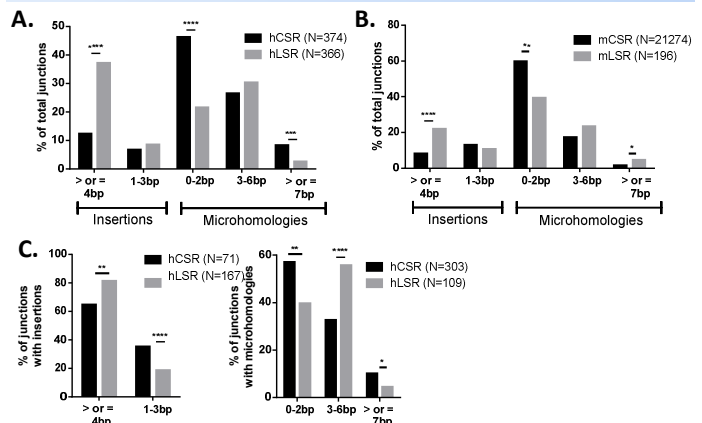 A.
% of total junctions
50
40
30
20
10
0
****
****
***
hCSR (N=374)
hLSR (N=366)
> or =
4bp
1-3bp
0-2bp
3-6bp
> or =
7bp
Insertions
Microhomologies
B.
% of total junctions
80
60
40
20
0
****
**
*
mCSR (N=21274)
mLSR (N=196)
> or =
4bp
1-3bp
0-2bp
3-6bp
> or =
7bp
Insertions
Microhomologies
C.
% of junctions
with insertions
100
80
60
40
20
0
**
****
hCSR (N=71)
hLSR (N=167)
> or =
4bp
1-3bp
% of junctions
with microhomologies
60
40
20
0
**
****
*
hCSR (N=303)
hLSR (N=109)
0-2bp
3-6bp
> or =
7bp